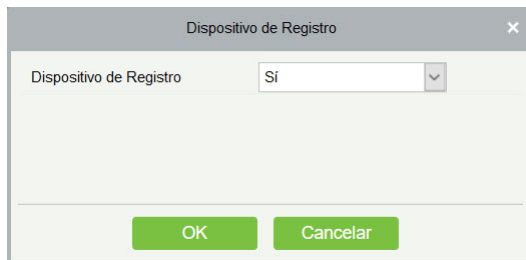 Dispositivo de Registro ×
Dispositivo de Registro Sí
OK Cancelar